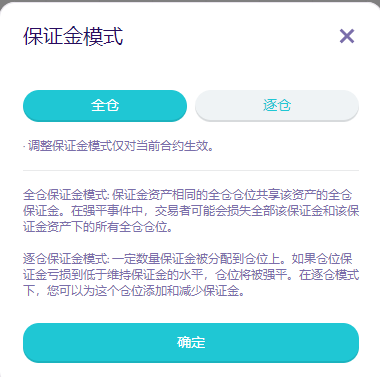 保证金模式
全仓
逐仓
· 调整保证金模式仅对当前合约生效。
全仓保证金模式: 保证金资产相同的全仓仓位共享该资产的全仓
保证金。在强平事件中，交易者可能会损失全部该保证金和该保
证金资产下的所有全仓仓位。
逐仓保证金模式: 一定数量保证金被分配到仓位上。如果仓位保
证金亏损到低于维持保证金的水平，仓位将被强平。在逐仓模式
下，您可以为这个仓位添加和减少保证金。
确定